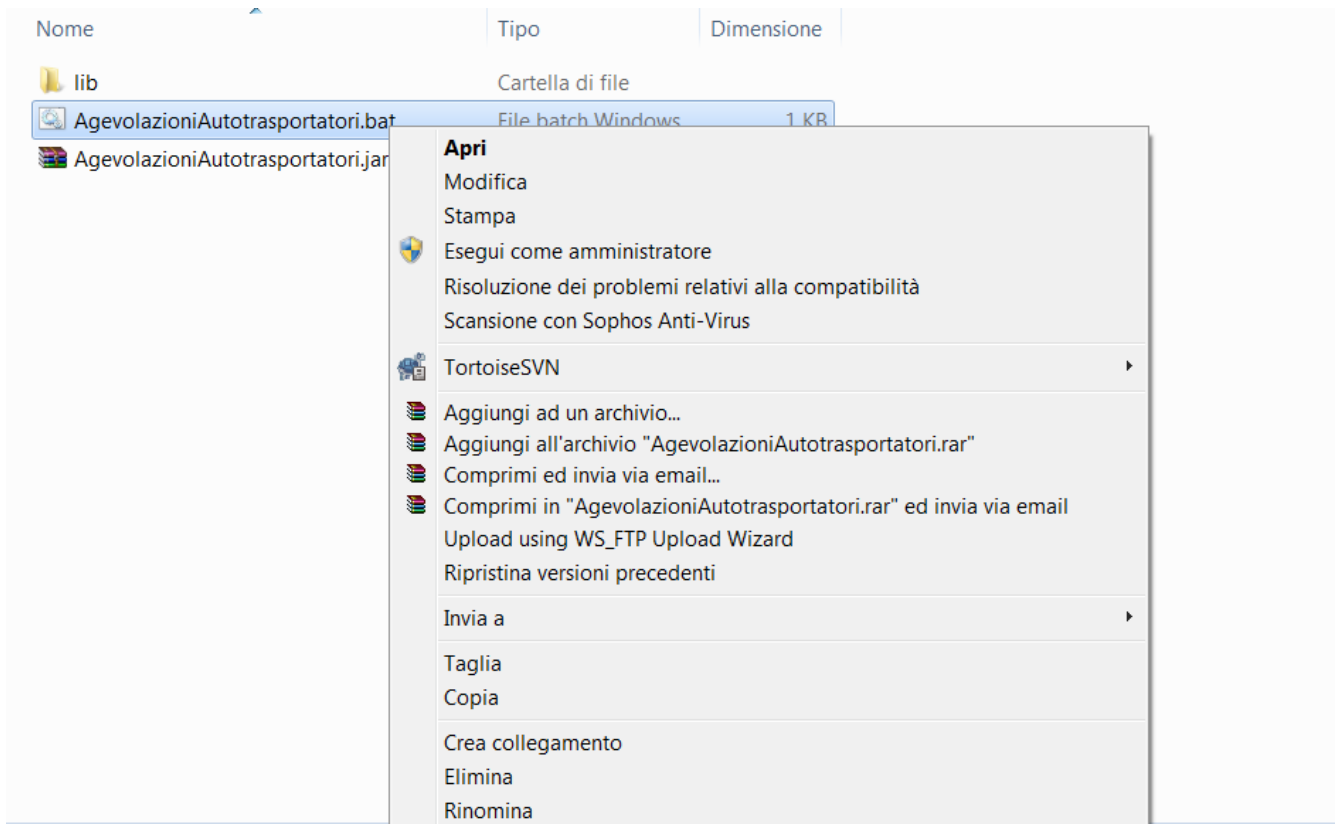 Nome Tipo Dimensione
lib Cartella di file
AgevolazioniAutotrasportatori.bat File batch Windows 1 KB
AgevolazioniAutotrasportatori.jar
Apri
Modifica
Stampa
Esegui come amministratore
Risoluzione dei problemi relativi alla compatibilità
Scansione con Sophos Anti-Virus
TortoiseSVN
Aggiungi ad un archivio...
Aggiungi all'archivio "AgevolazioniAutotrasportatori.rar"
Comprimi ed invia via email...
Comprimi in "AgevolazioniAutotrasportatori.rar" ed invia via email
Upload using WS_FTP Upload Wizard
Ripristina versioni precedenti
Invia a
Taglia
Copia
Crea collegamento
Elimina
Rinomina